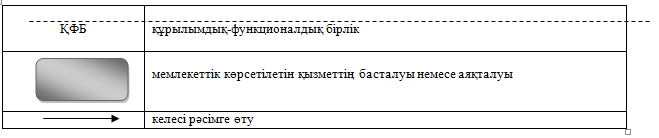 ҚФБ құрылымдық-функционалдық бірлік
мемлекеттік көрсетілетін қызметтің басталуы немесе аяқталуы
келесі рәсімге өту